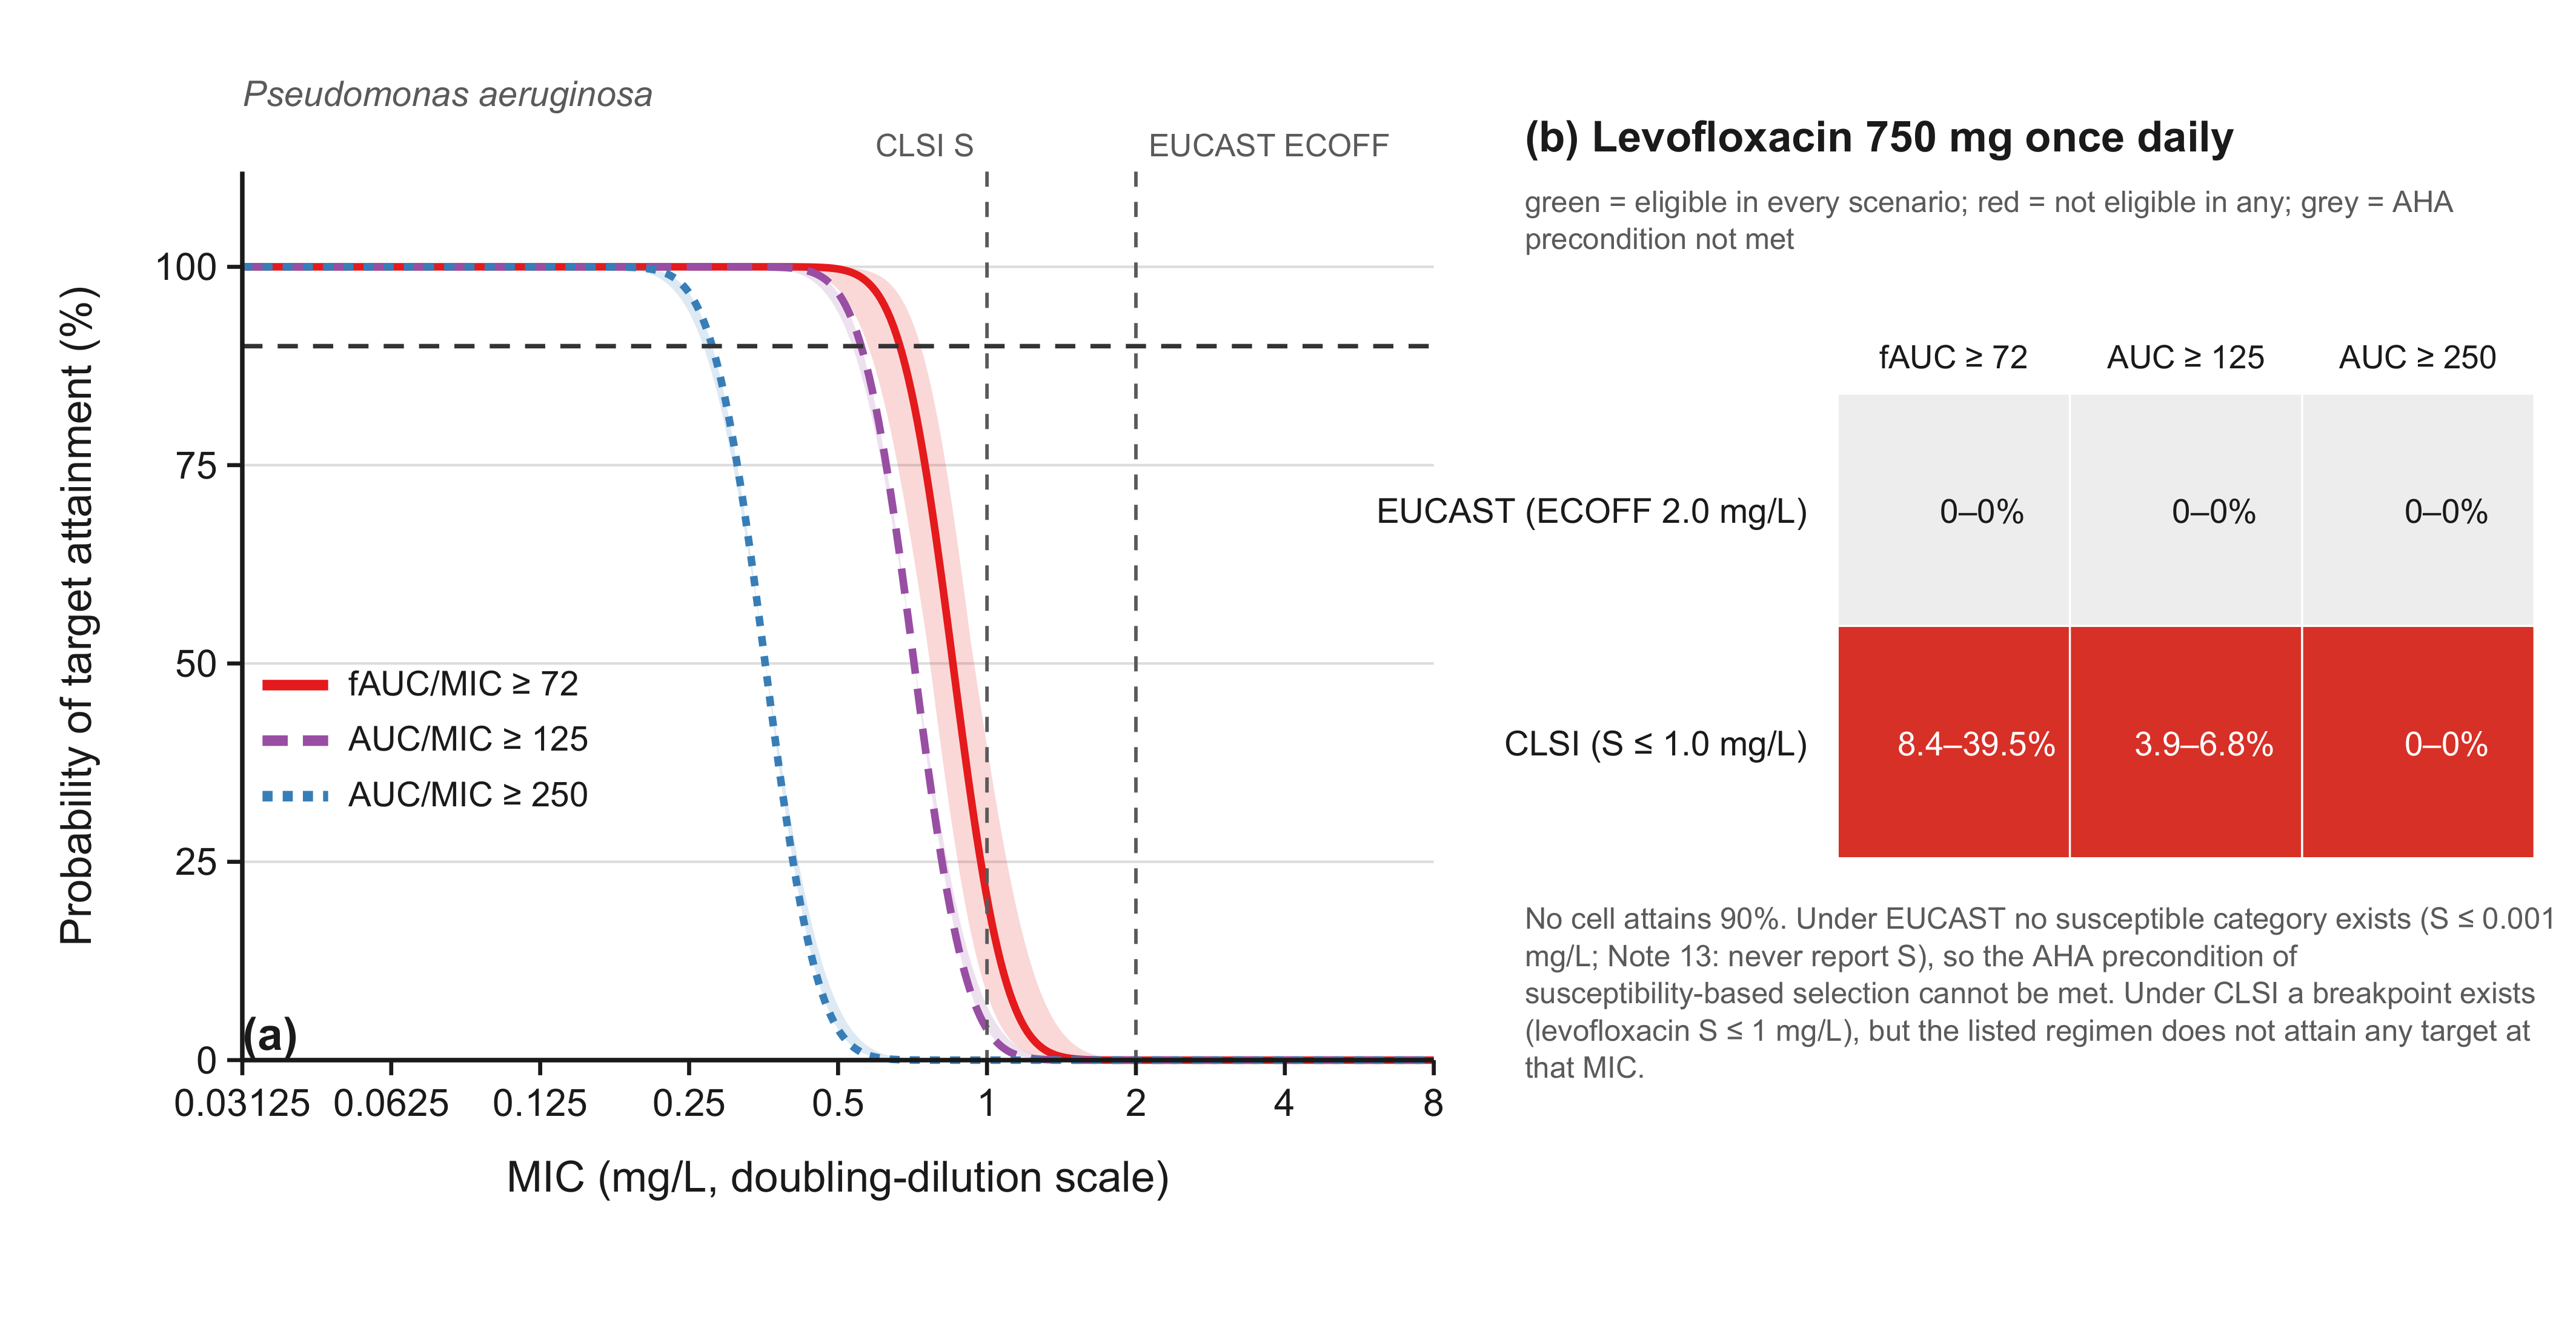 Pseudomonas aeruginosa
CLSI S
EUCAST ECOFF
Probability of target attainment (%)
100
75
50
25
0
fAUC/MIC ≥ 72
AUC/MIC ≥ 125
AUC/MIC ≥ 250
(a)
0.03125 0.0625 0.125 0.25 0.5 1 2 4 8
MIC (mg/L, doubling-dilution scale)
(b) Levofloxacin 750 mg once daily
green = eligible in every scenario; red = not eligible in any; grey = AHA
precondition not met
fAUC ≥ 72 AUC ≥ 125 AUC ≥ 250
EUCAST (ECOFF 2.0 mg/L) 0–0% 0–0% 0–0%
CLSI (S ≤ 1.0 mg/L) 8.4–39.5% 3.9–6.8% 0–0%
No cell attains 90%. Under EUCAST no susceptible category exists (S ≤ 0.001
mg/L; Note 13: never report S), so the AHA precondition of
susceptibility-based selection cannot be met. Under CLSI a breakpoint exists
(levofloxacin S ≤ 1 mg/L), but the listed regimen does not attain any target at
that MIC.